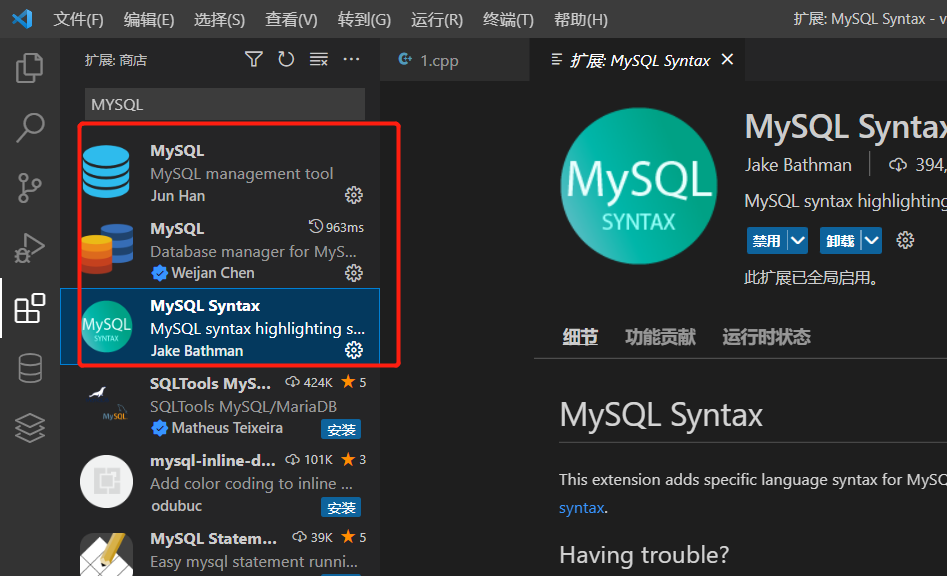 文件(F) 编辑(E) 选择(S) 查看(V) 转到(G) 运行(R) 终端(T) 帮助(H) 扩展: MySQL Syntax - v
扩展: 商店
1.cpp
扩展: MySQL Syntax
MYSQL
MySQL
MySQL management tool
Jun Han
MySQL 963ms
Database manager for MyS...
Weijan Chen
MySQL SYNTAX
MySQL Syntax
MySQL syntax highlighting s...
Jake Bathman
MySQL
SQLTools MyS... 424K 5
SQLTools MySQL/MariaDB
Matheus Teixeira 安装
mysql-inline-d... 101K 3
Add color coding to inline ...
odubuc 安装
MySQL Statem... 39K 5
Easy mysql statement runni...
MySQL
SYNTAX
MySQL Syntax
Jake Bathman 394,
MySQL syntax highlighting
禁用 卸载
此扩展已全局启用。
细节 功能贡献 运行时状态
MySQL Syntax
This extension adds specific language syntax for MySQ
syntax.
Having trouble?